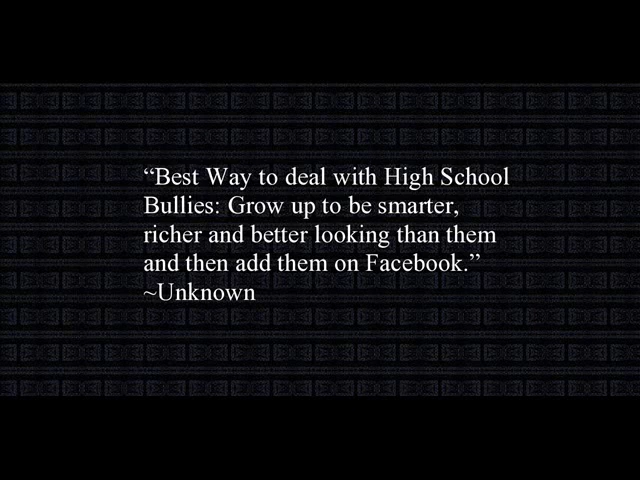 “Best Way to deal with High School
Bullies: Grow up to be smarter,
richer and better looking than them
and then add them on Facebook.”
~Unknown